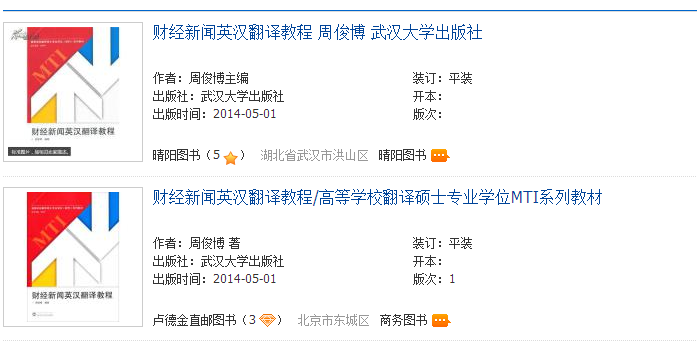 财经新闻英汉翻译教程 周俊博 武汉大学出版社
MTI
财经新闻英汉翻译教程
作者：周俊博主编
装订：平装
出版社：武汉大学出版社
开本：
出版时间：2014-05-01
版次：
晴阳图书（5）
湖北省武汉市洪山区
晴阳图书
财经新闻英汉翻译教程/高等学校翻译硕士专业学位MTI系列教材
MTI
财经新闻英汉翻译教程
作者：周俊博 著
装订：平装
出版社：武汉大学出版社
开本：
出版时间：2014-05-01
版次：1
卢德金直邮图书（3）
北京市东城区
商务图书